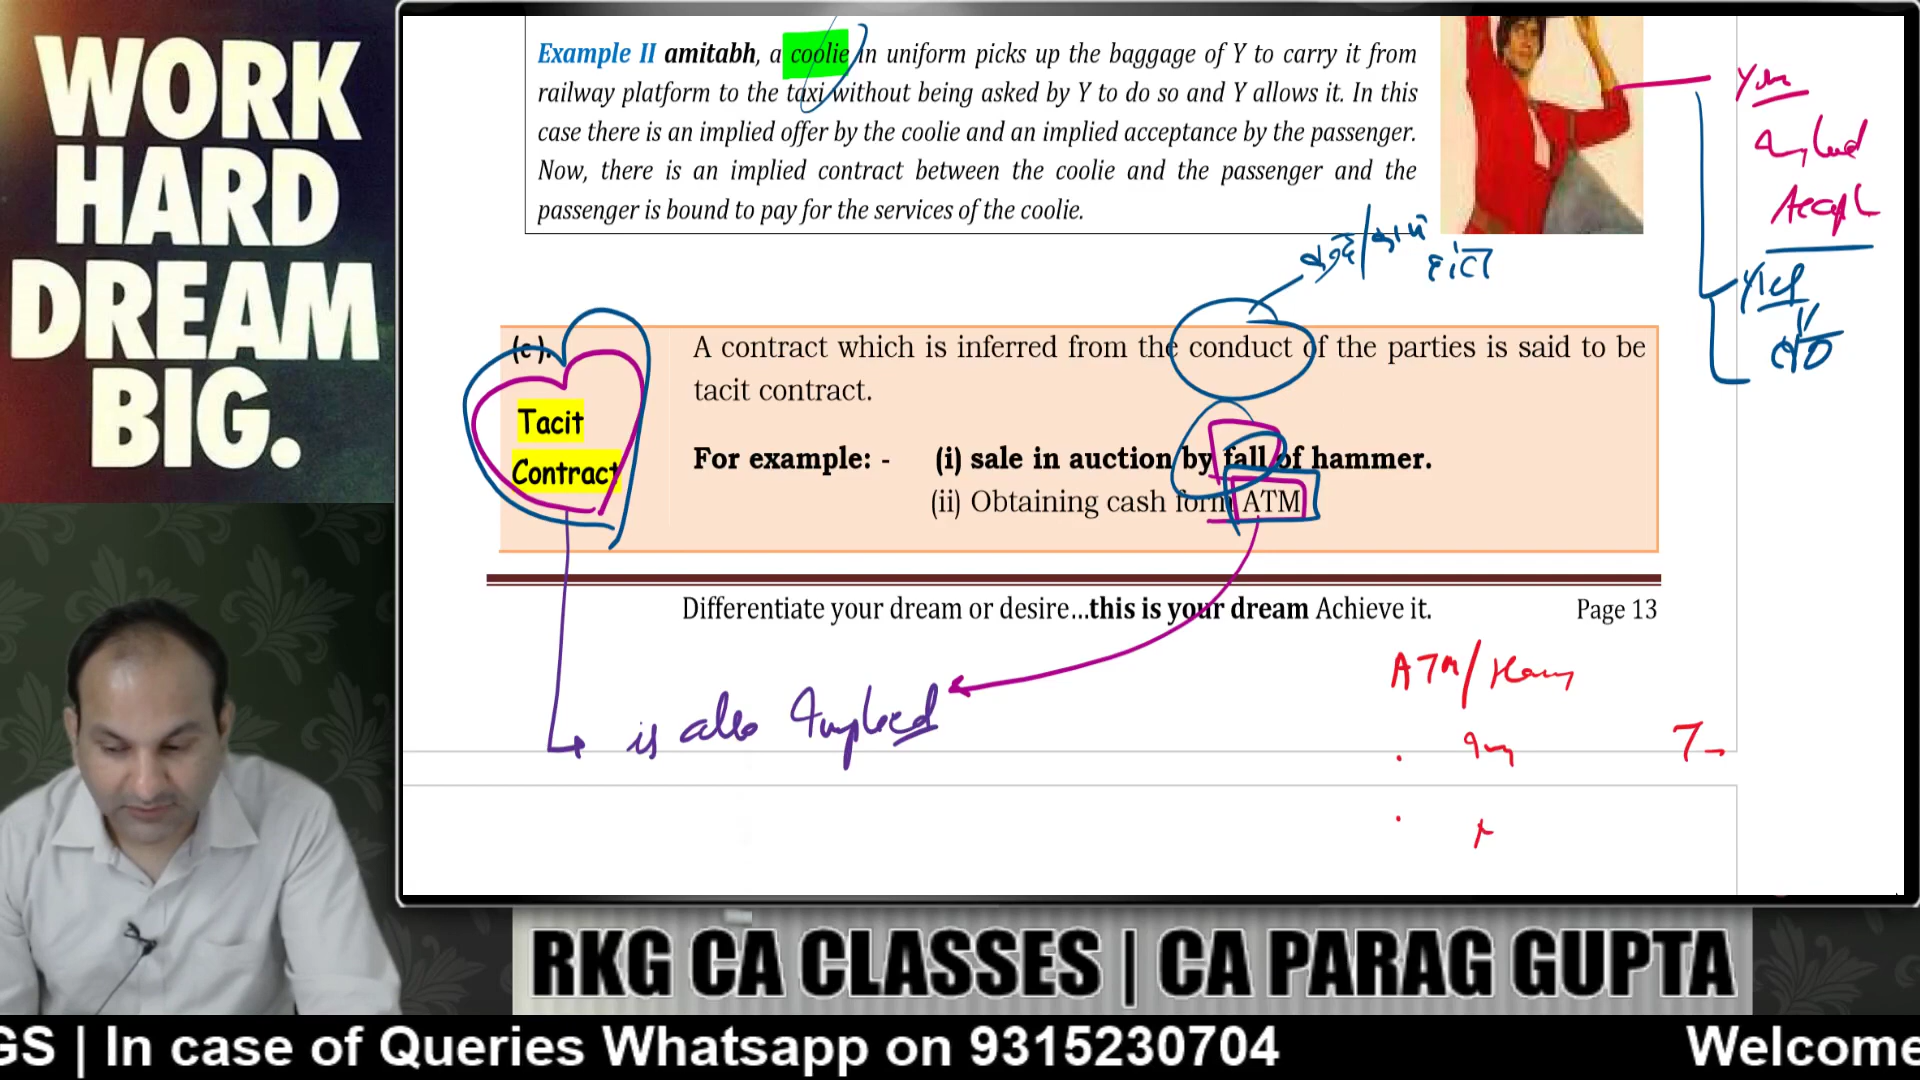 WORK
HARD
DREAM
BIG.
Example II amitabh, a coolie in uniform picks up the baggage of Y to carry it from
railway platform to the taxi without being asked by Y to do so and Y allows it. In this
case there is an implied offer by the coolie and an implied acceptance by the passenger.
Now, there is an implied contract between the coolie and the passenger and the
passenger is bound to pay for the services of the coolie.
(c).
Tacit
Contract
A contract which is inferred from the conduct of the parties is said to be
tacit contract.
For example: - (i) sale in auction by fall of hammer.
(ii) Obtaining cash form ATM
Differentiate your dream or desire...this is your dream Achieve it. Page 13
is also Implied
ATM/
RKG CA CLASSES | CA PARAG GUPTA
GS | In case of Queries Whatsapp on 9315230704
Welcome